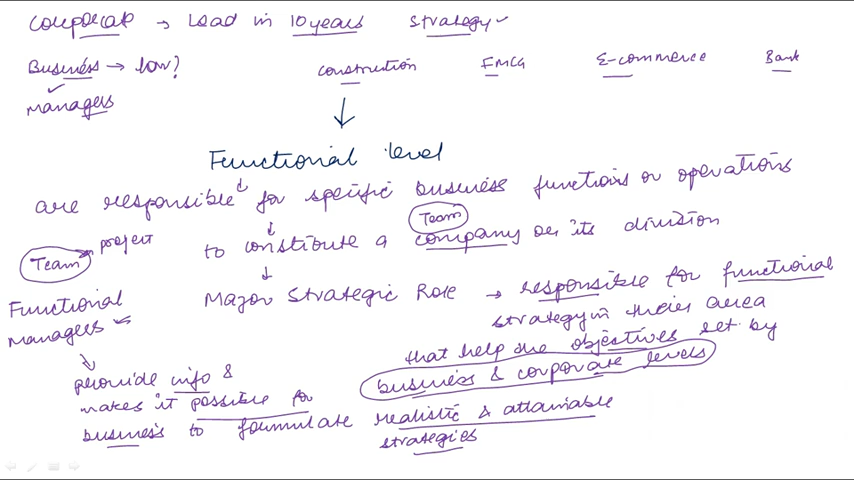 corporate → Lead in 10 years strategy
Business → how?
managers
construction FMCG E-commerce Bank
Functional level
are responsible for specific business functions or operations
to constitute a company or its division
Team
Team project
Major Strategic Role → responsible for functional
strategy in their area
that help the objectives set by
business & corporate levels
Functional
managers
provide info &
makes it possible for
business to formulate realistic & attainable
strategies